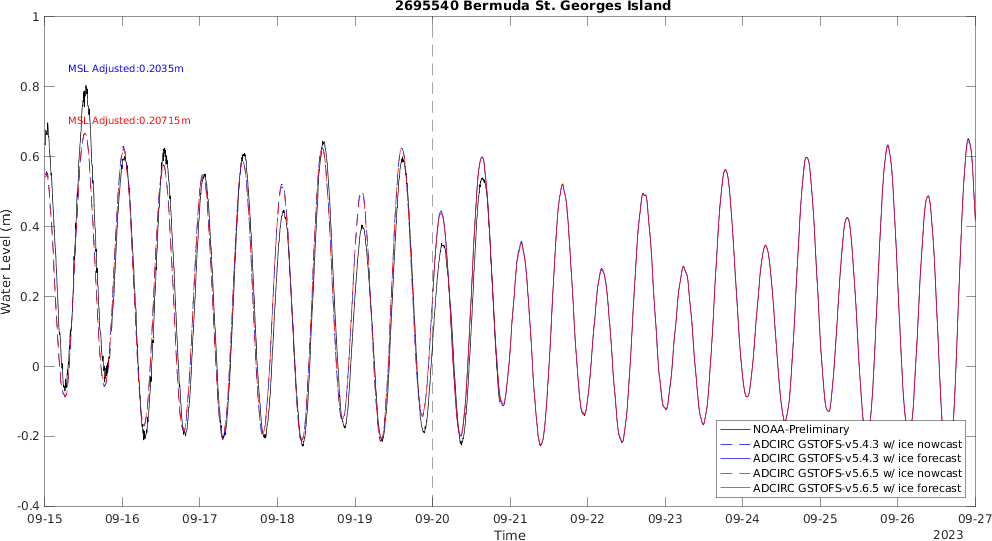 2695540 Bermuda St. Georges Island
1
MSL Adjusted:0.2035m
0.8
MSL Adjusted:0.20715m
0.6
0.4
Water Level (m)
0.2
0
-0.2
-0.4
NOAA-Preliminary
ADCIRC GSTOFS-v5.4.3 w/ ice nowcast
ADCIRC GSTOFS-v5.4.3 w/ ice forecast
ADCIRC GSTOFS-v5.6.5 w/ ice nowcast
ADCIRC GSTOFS-v5.6.5 w/ ice forecast
09-15 09-16 09-17 09-18 09-19 09-20 09-21 09-22 09-23 09-24 09-25 09-26 09-27
Time
2023